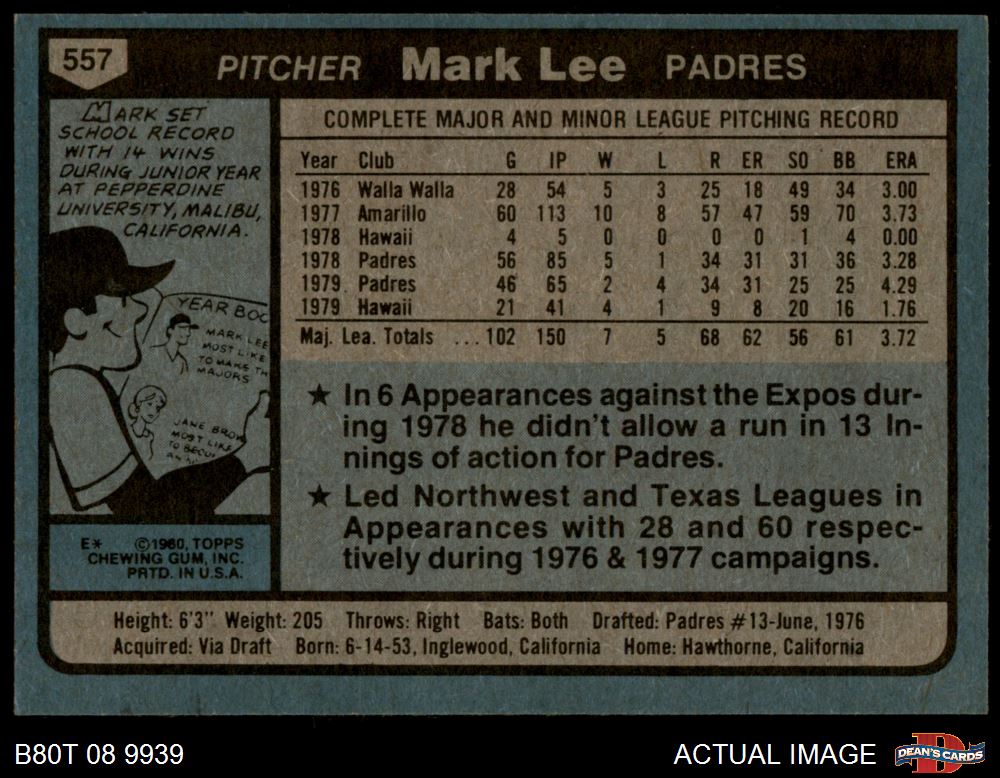 557 PITCHER Mark Lee PADRES
MARK SET
SCHOOL RECORD
WITH 14 WINS
DURING JUNIOR YEAR
AT PEPPERDINE
UNIVERSITY, MALIBU,
CALIFORNIA.
YEAR BOO
MARK LEE
MOST LIKE
TO MAKE TH
MAJORS
JANE BROW
MOST LIKE
TO BECOM
E* ©1980, TOPPS
CHEWING GUM, INC.
PRTD. IN U.S.A.
COMPLETE MAJOR AND MINOR LEAGUE PITCHING RECORD
Year Club G IP W L R ER SO BB ERA
1976 Walla Walla 28 54 5 3 25 18 49 34 3.00
1977 Amarillo 60 113 10 8 57 47 59 70 3.73
1978 Hawaii 4 5 0 0 0 0 1 4 0.00
1978 Padres 56 85 5 1 34 31 31 36 3.28
1979 Padres 46 65 2 4 34 31 25 25 4.29
1979 Hawaii 21 41 4 1 9 8 20 16 1.76
Maj. Lea. Totals ... 102 150 7 5 68 62 56 61 3.72
★ In 6 Appearances against the Expos dur-
ing 1978 he didn't allow a run in 13 In-
nings of action for Padres.
★ Led Northwest and Texas Leagues in
Appearances with 28 and 60 respec-
tively during 1976 & 1977 campaigns.
Height: 6'3" Weight: 205 Throws: Right Bats: Both Drafted: Padres #13-June, 1976
Acquired: Via Draft Born: 6-14-53, Inglewood, California Home: Hawthorne, California
B80T 08 9939 ACTUAL IMAGE DEAN'S CARDS